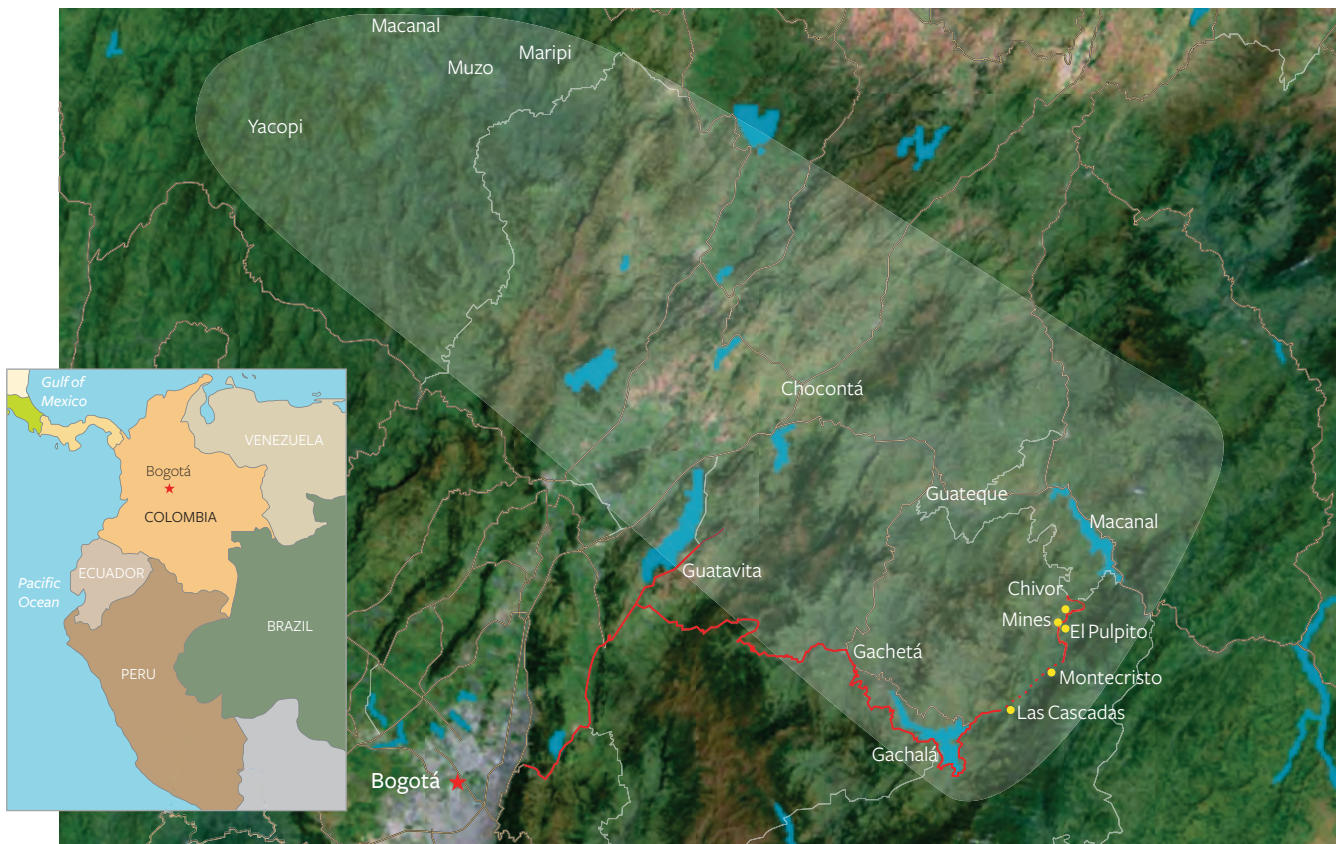 Macanal
Maripi
Muzo
Yacopi
Chocontá
Guateque
Macanal
Guatavita
Chivor
Mines
El Pulpito
Gachetá
Montecristo
Las Cascadas
Gachalá
Bogotá
Gulf of
Mexico
VENEZUELA
Bogotá
COLOMBIA
ECUADOR
Pacific
Ocean
BRAZIL
PERU